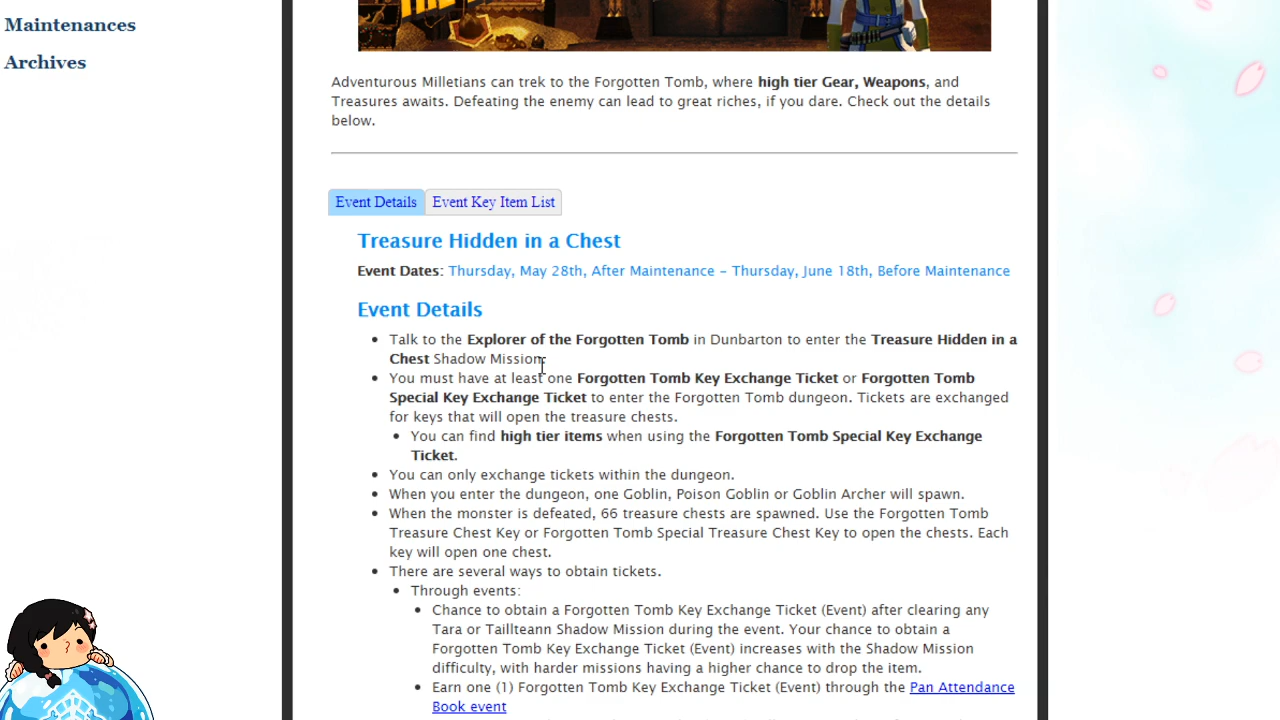 Maintenances
Archives
Adventurous Milletians can trek to the Forgotten Tomb, where high tier Gear, Weapons, and
Treasures awaits. Defeating the enemy can lead to great riches, if you dare. Check out the details
below.
Event Details
Event Key Item List
Treasure Hidden in a Chest
Event Dates: Thursday, May 28th, After Maintenance – Thursday, June 18th, Before Maintenance
Event Details
• Talk to the Explorer of the Forgotten Tomb in Dunbarton to enter the Treasure Hidden in a
Chest Shadow Mission.
• You must have at least one Forgotten Tomb Key Exchange Ticket or Forgotten Tomb
Special Key Exchange Ticket to enter the Forgotten Tomb dungeon. Tickets are exchanged
for keys that will open the treasure chests.
• You can find high tier items when using the Forgotten Tomb Special Key Exchange
Ticket.
• You can only exchange tickets within the dungeon.
• When you enter the dungeon, one Goblin, Poison Goblin or Goblin Archer will spawn.
• When the monster is defeated, 66 treasure chests are spawned. Use the Forgotten Tomb
Treasure Chest Key or Forgotten Tomb Special Treasure Chest Key to open the chests. Each
key will open one chest.
• There are several ways to obtain tickets.
• Through events:
• Chance to obtain a Forgotten Tomb Key Exchange Ticket (Event) after clearing any
Tara or Taillteann Shadow Mission during the event. Your chance to obtain a
Forgotten Tomb Key Exchange Ticket (Event) increases with the Shadow Mission
difficulty, with harder missions having a higher chance to drop the item.
• Earn one (1) Forgotten Tomb Key Exchange Ticket (Event) through the Pan Attendance
Book event